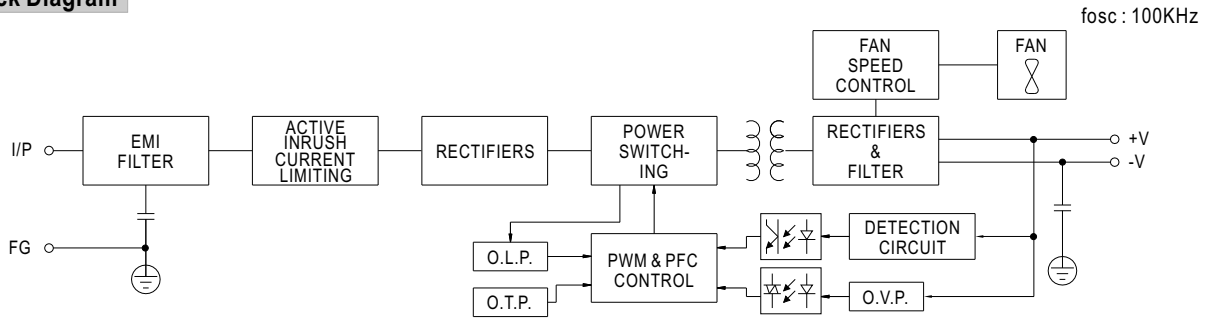 ck Diagram
fosc : 100KHz
FAN
SPEED
CONTROL
FAN
I/P
EMI
FILTER
ACTIVE
INRUSH
CURRENT
LIMITING
RECTIFIERS
POWER
SWITCH-
ING
RECTIFIERS
&
FILTER
+V
-V
FG
O.L.P.
PWM & PFC
CONTROL
DETECTION
CIRCUIT
O.T.P.
O.V.P.